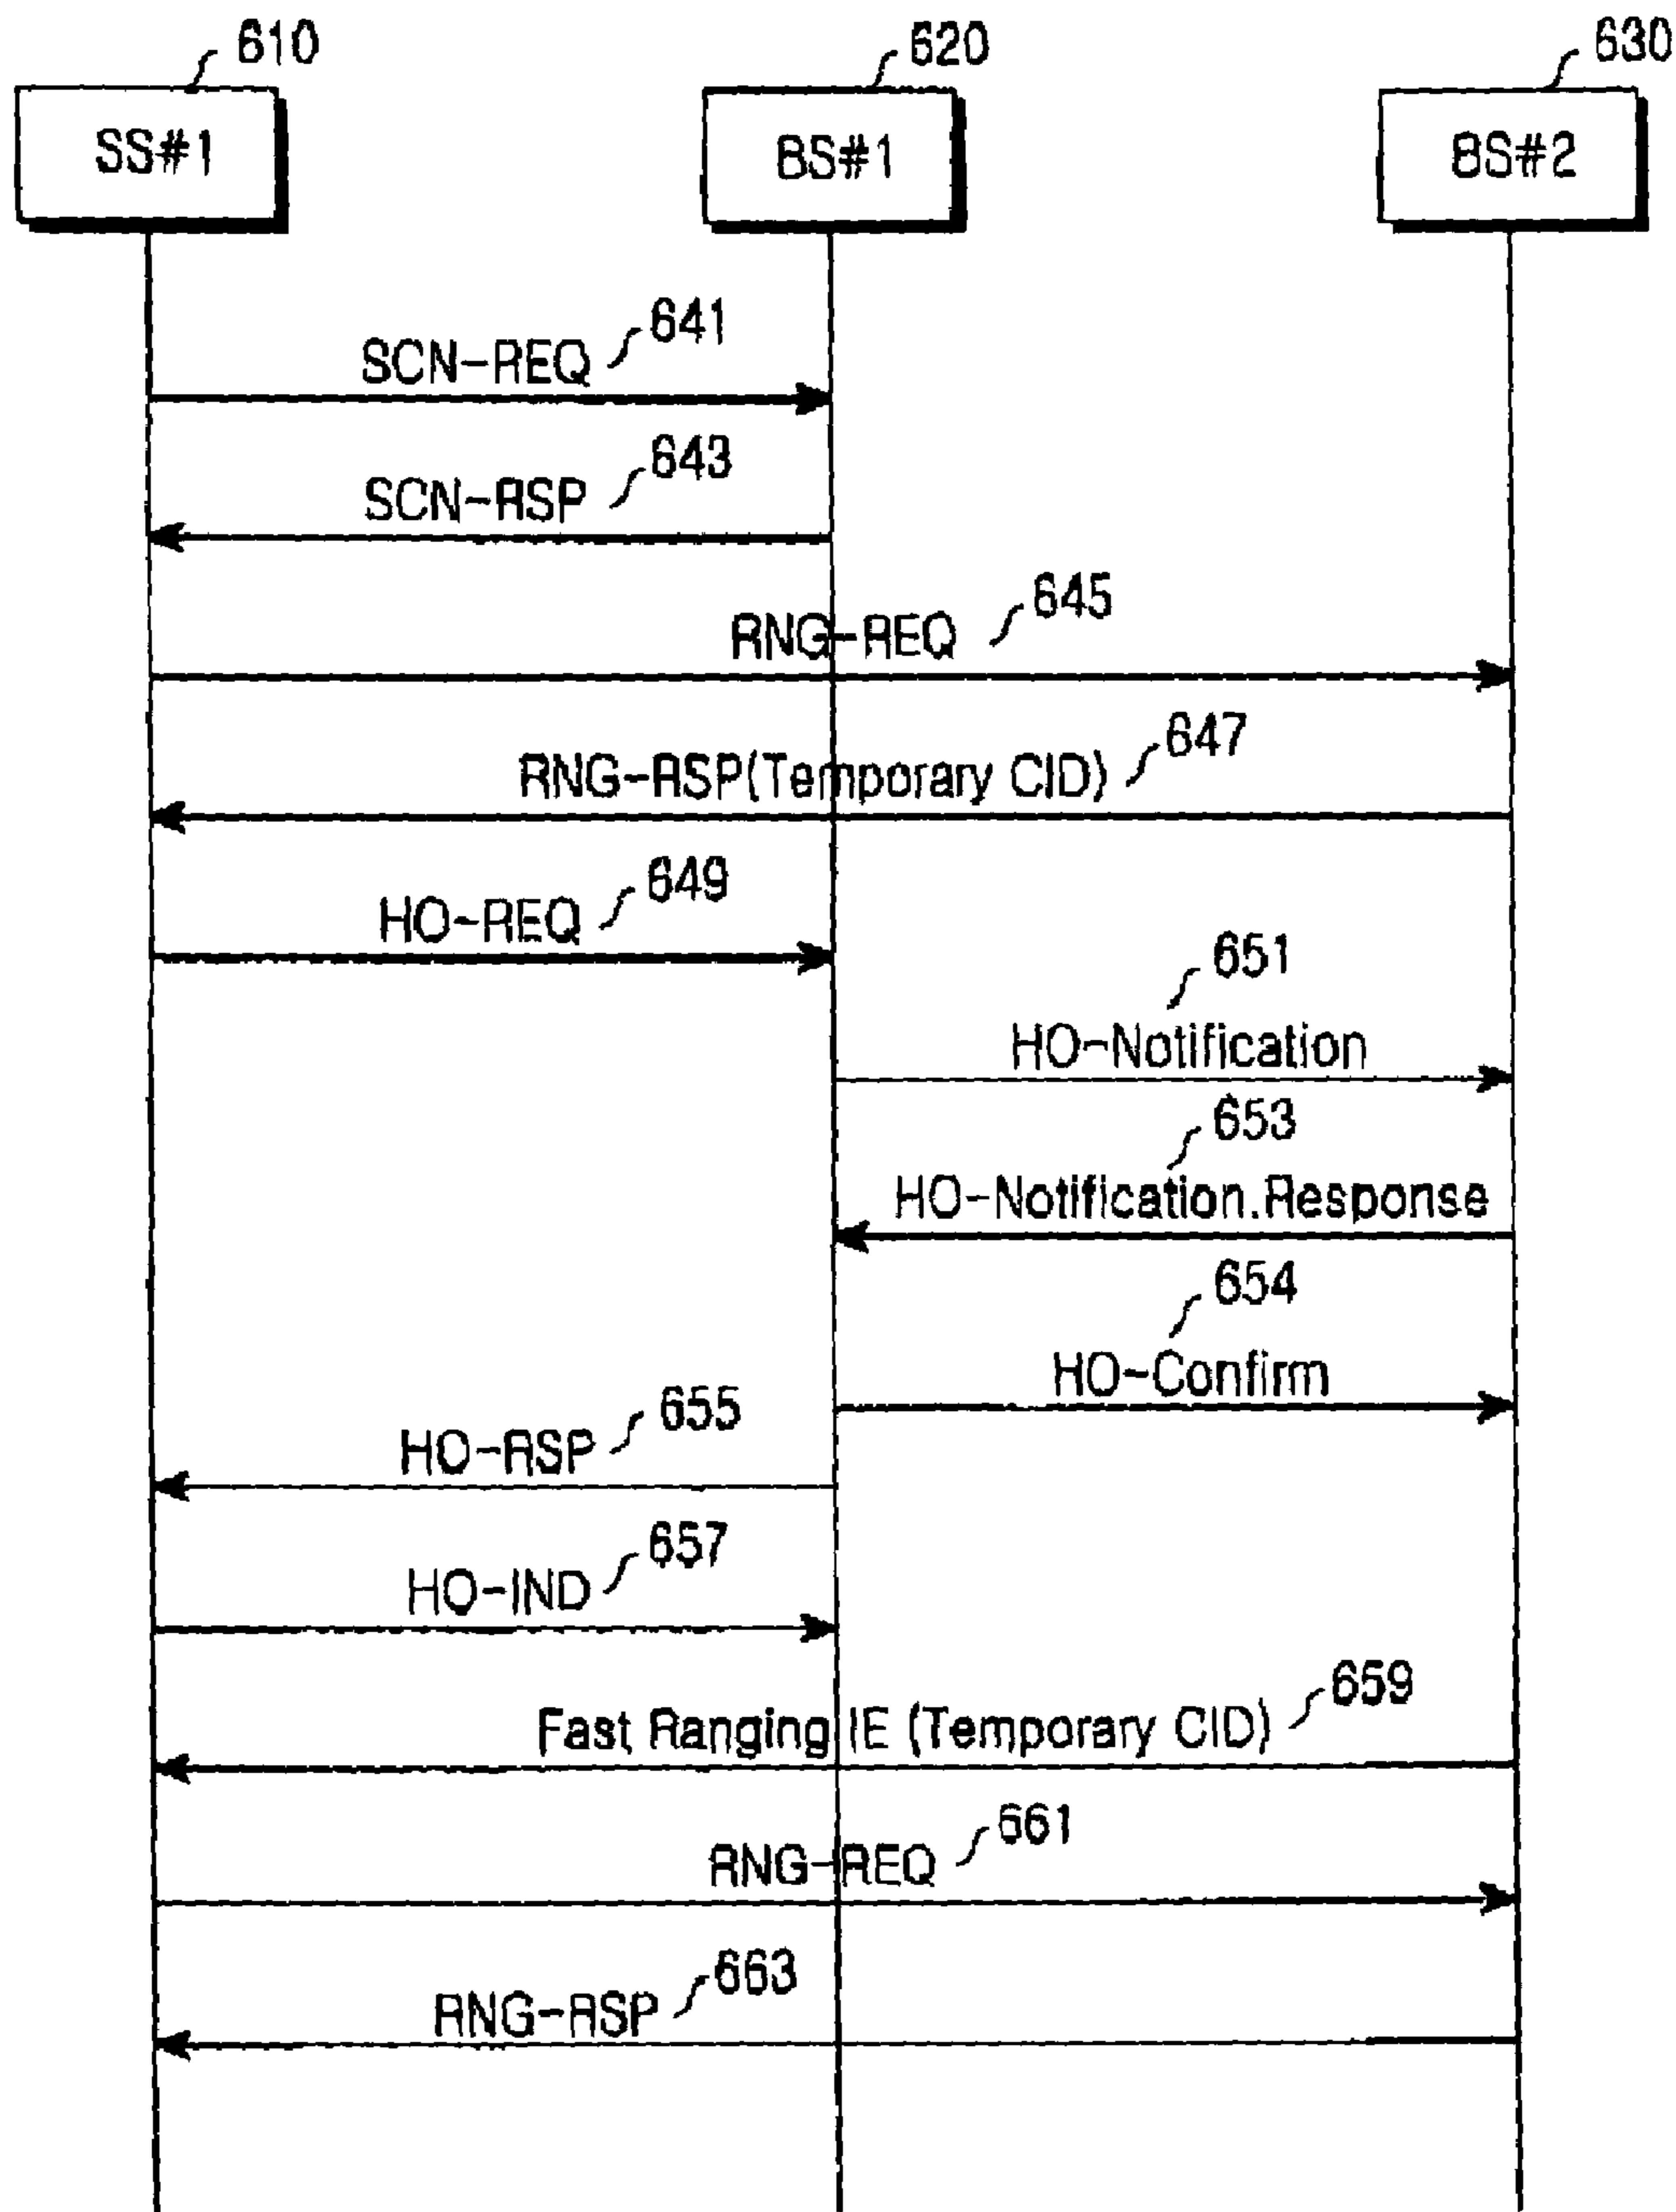 610
620
630
SS#1
BS#1
BS#2
641
SCN-REQ
643
SCN-RSP
645
RNG-REQ
647
RNG-RSP(Temporary CID)
649
HO-REQ
651
HO-Notification
653
HO-Notification.Response
654
HO-Confirm
655
HO-RSP
657
HO-IND
659
Fast Ranging IE (Temporary CID)
661
RNG-REQ
663
RNG-RSP